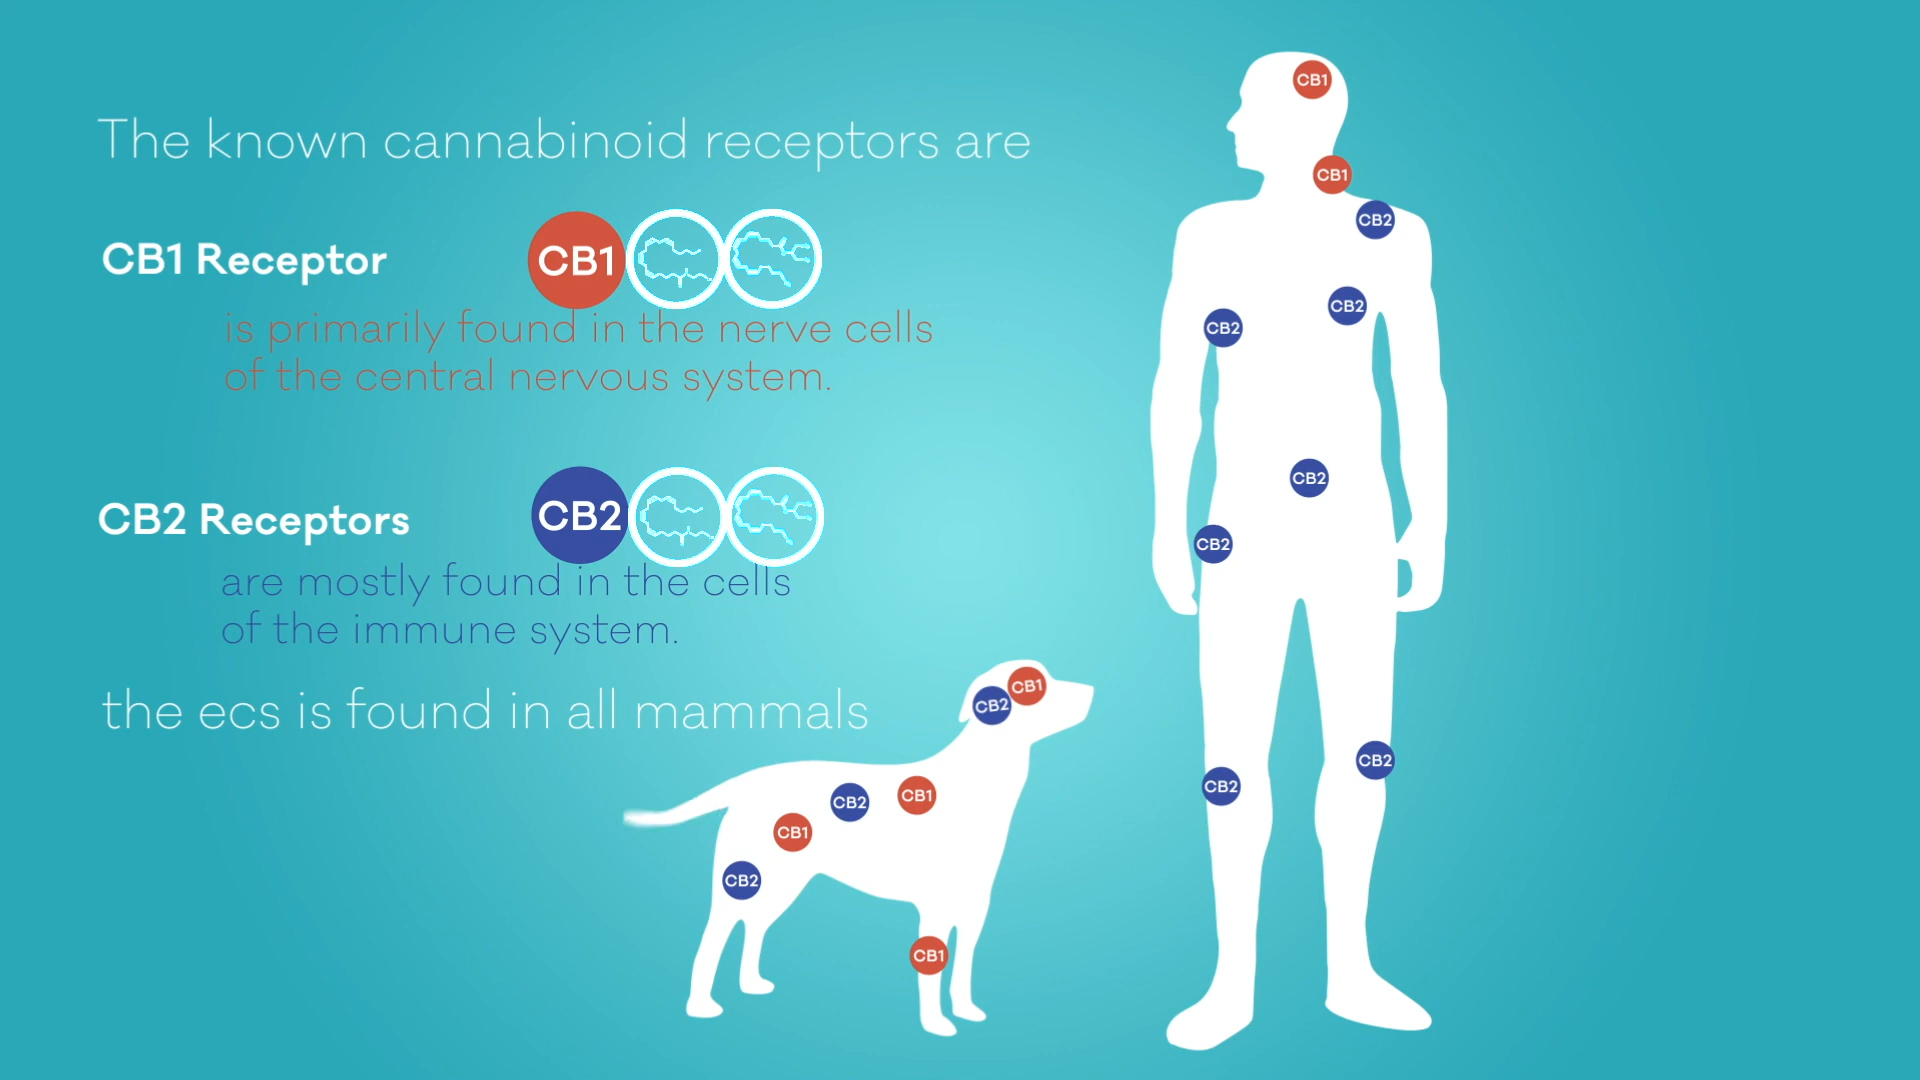 The known cannabinoid receptors are
CB1 Receptor
CB1
is primarily found in the nerve cells
of the central nervous system.
CB2 Receptors
CB2
are mostly found in the cells
of the immune system.
the ecs is found in all mammals
CB1
CB1
CB2
CB2
CB2
CB2
CB2
CB2
CB2
CB1
CB2
CB1
CB2
CB1
CB2
CB1